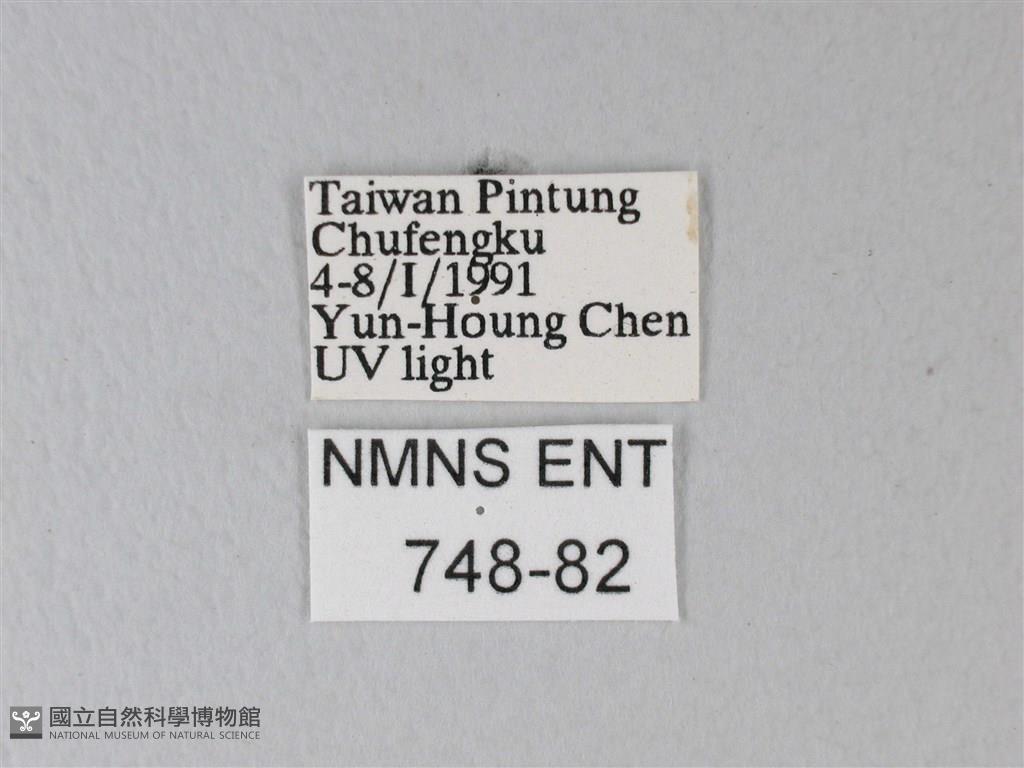 Taiwan Pintung
Chufengku
4-8/I/1991
Yun-Houng Chen
UV light
NMNS ENT
748-82
國立自然科學博物館
NATIONAL MUSEUM OF NATURAL SCIENCE